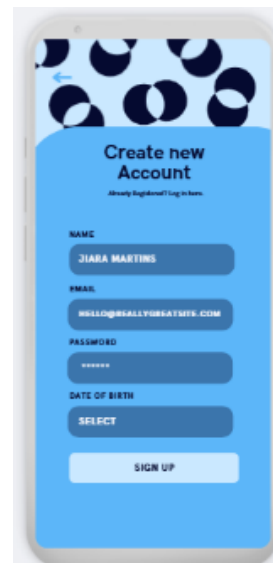 Create new
Account
Already Registered? Log in here.
NAME
JIARA MARTINS
EMAIL
HELLO@REALLYGREATSITE.COM
PASSWORD
******
DATE OF BIRTH
SELECT
SIGN UP